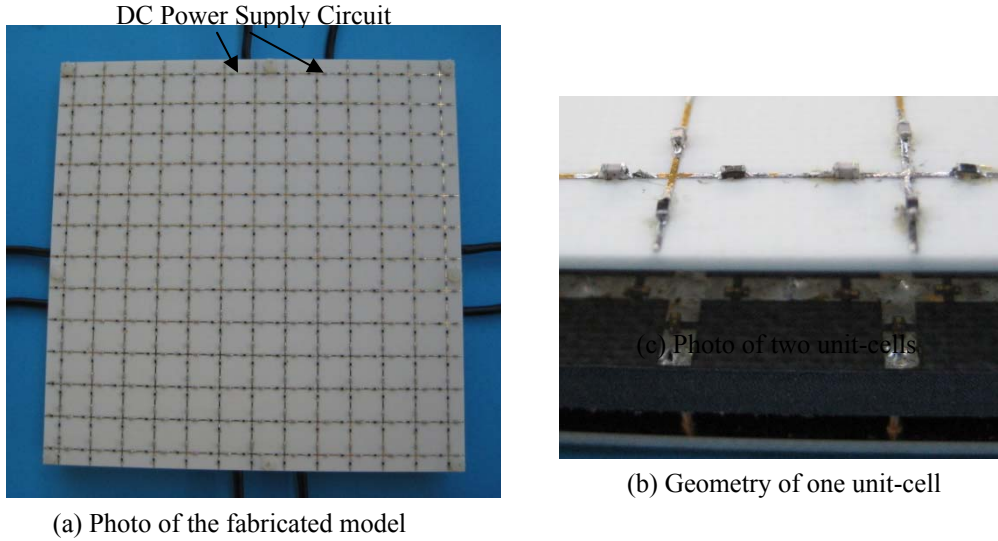 DC Power Supply Circuit
(c) Photo of two unit-cells
(b) Geometry of one unit-cell
(a) Photo of the fabricated model